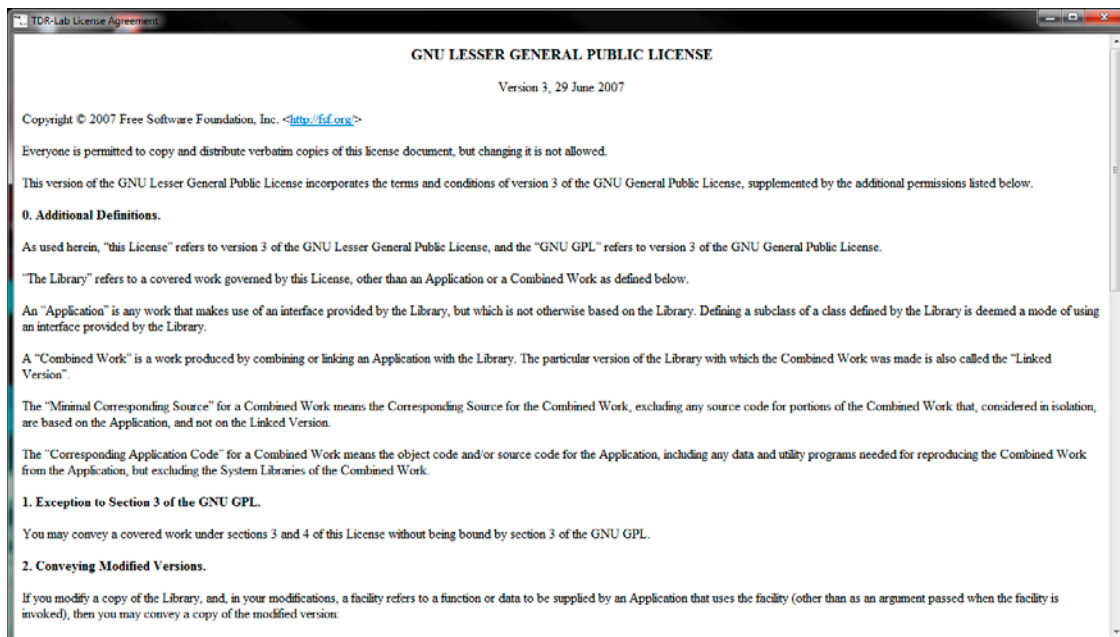 TDR-Lab License Agreement
GNU LESSER GENERAL PUBLIC LICENSE
Version 3, 29 June 2007
Copyright © 2007 Free Software Foundation, Inc. <http://fsf.org/>
Everyone is permitted to copy and distribute verbatim copies of this license document, but changing it is not allowed.
This version of the GNU Lesser General Public License incorporates the terms and conditions of version 3 of the GNU General Public License, supplemented by the additional permissions listed below.
0. Additional Definitions.
As used herein, “this License” refers to version 3 of the GNU Lesser General Public License, and the “GNU GPL” refers to version 3 of the GNU General Public License.
“The Library” refers to a covered work governed by this License, other than an Application or a Combined Work as defined below.
An “Application” is any work that makes use of an interface provided by the Library, but which is not otherwise based on the Library. Defining a subclass of a class defined by the Library is deemed a mode of using
an interface provided by the Library.
A “Combined Work” is a work produced by combining or linking an Application with the Library. The particular version of the Library with which the Combined Work was made is also called the “Linked
Version”.
The “Minimal Corresponding Source” for a Combined Work means the Corresponding Source for the Combined Work, excluding any source code for portions of the Combined Work that, considered in isolation,
are based on the Application, and not on the Linked Version.
The “Corresponding Application Code” for a Combined Work means the object code and/or source code for the Application, including any data and utility programs needed for reproducing the Combined Work
from the Application, but excluding the System Libraries of the Combined Work.
1. Exception to Section 3 of the GNU GPL.
You may convey a covered work under sections 3 and 4 of this License without being bound by section 3 of the GNU GPL.
2. Conveying Modified Versions.
If you modify a copy of the Library, and, in your modifications, a facility refers to a function or data to be supplied by an Application that uses the facility (other than as an argument passed when the facility is
invoked), then you may convey a copy of the modified version: